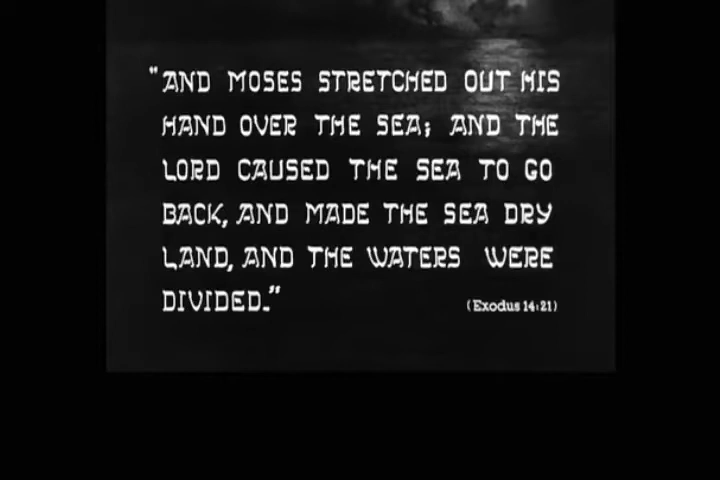 "AND MOSES STRETCHED OUT HIS
HAND OVER THE SEA; AND THE
LORD CAUSED THE SEA TO GO
BACK, AND MADE THE SEA DRY
LAND, AND THE WATERS WERE
DIVIDED."
(Exodus 14:21)